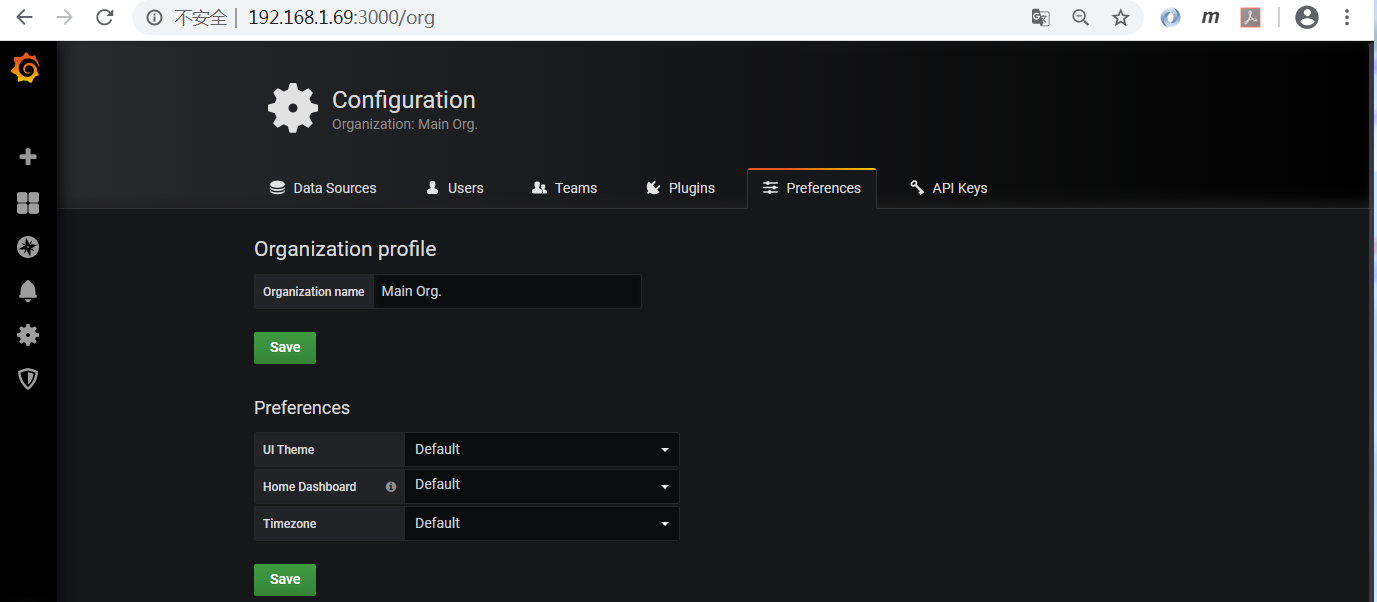 不安全 | 192.168.1.69:3000/org
m
Configuration
Organization: Main Org.
Data Sources Users Teams Plugins Preferences API Keys
Organization profile
Organization name Main Org.
Save
Preferences
UI Theme Default
Home Dashboard Default
Timezone Default
Save